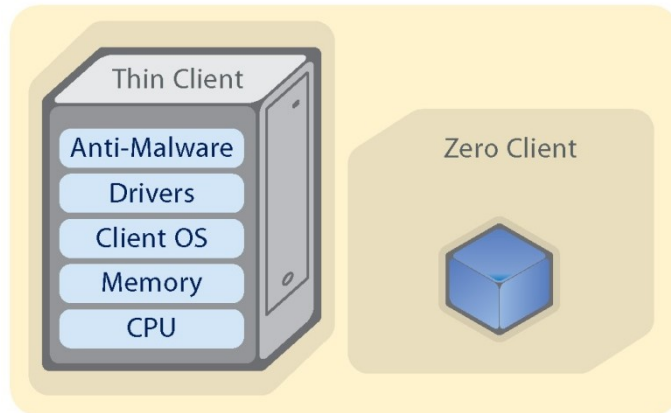 Thin Client
Anti-Malware
Drivers
Client OS
Memory
CPU
Zero Client